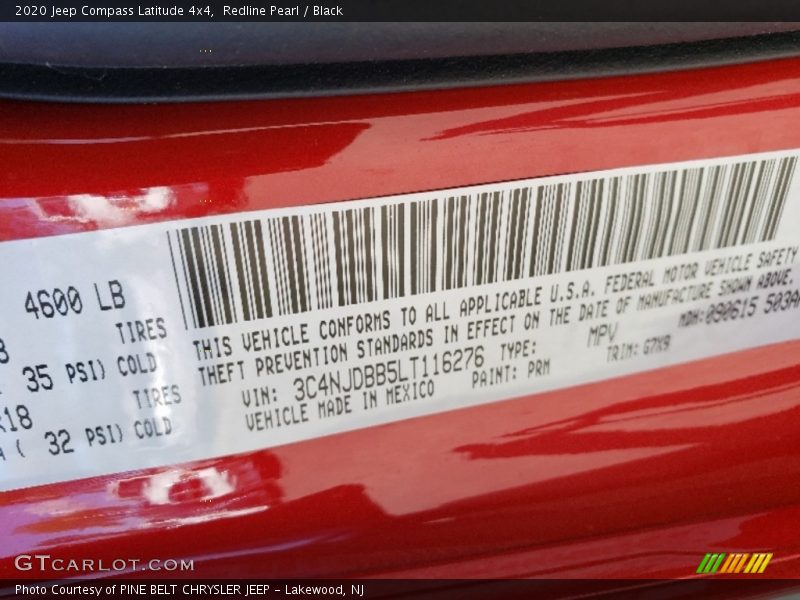 2020 Jeep Compass Latitude 4x4,  Redline Pearl / Black
4600 LB
TIRES
35 PSI) COLD
TIRES
( 32 PSI) COLD
THIS VEHICLE CONFORMS TO ALL APPLICABLE U.S.A. FEDERAL MOTOR VEHICLE SAFETY
THEFT PREVENTION STANDARDS IN EFFECT ON THE DATE OF MANUFACTURE SHOWN ABOVE.
VIN: 3C4NJDBB5LT116276 TYPE: MPV MDH:090615 503A
VEHICLE MADE IN MEXICO PAINT: PRM TRIM: G7X9
GTCARLOT.COM
Photo Courtesy of PINE BELT CHRYSLER JEEP - Lakewood, NJ